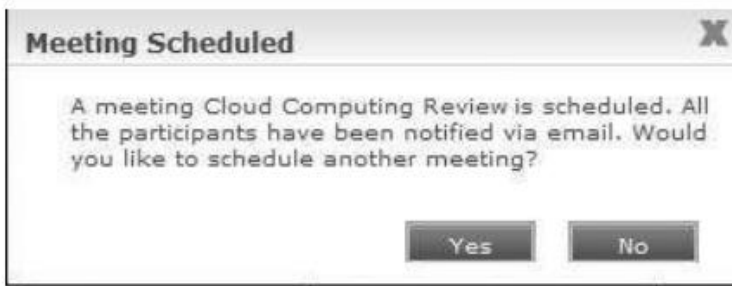 Meeting Scheduled
A meeting Cloud Computing Review is scheduled. All
the participants have been notified via email. Would
you like to schedule another meeting?
Yes No